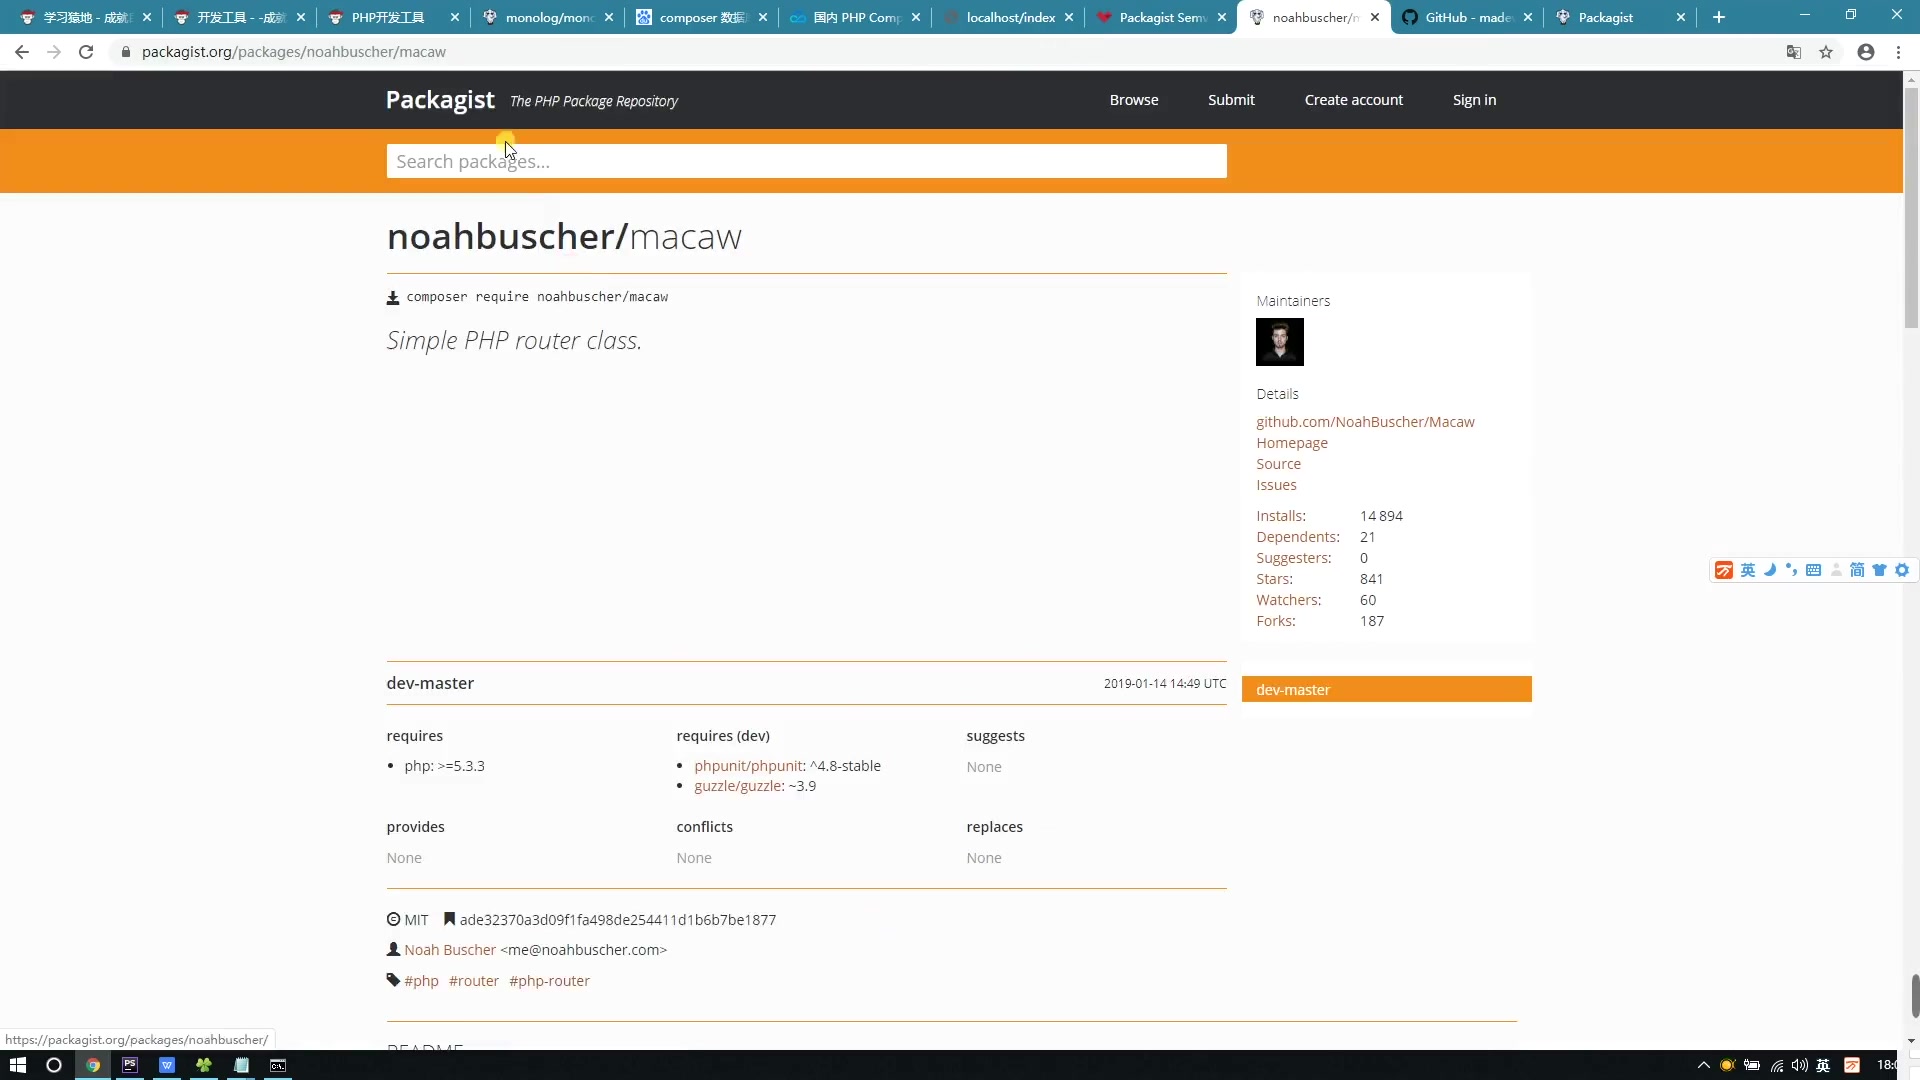 学习猿地 - 成就
开发工具 - -成就
PHP开发工具
monolog/mono
composer 数据
国内 PHP Comp
localhost/index
Packagist Semv
noahbuscher/m
GitHub - made
Packagist
packagist.org/packages/noahbuscher/macaw
Packagist The PHP Package Repository
Browse
Submit
Create account
Sign in
Search packages...
noahbuscher/macaw
composer require noahbuscher/macaw
Simple PHP router class.
Maintainers
Details
github.com/NoahBuscher/Macaw
Homepage
Source
Issues
Installs: 14 894
Dependents: 21
Suggesters: 0
Stars: 841
Watchers: 60
Forks: 187
英 简
dev-master 2019-01-14 14:49 UTC
dev-master
requires
php: >=5.3.3
requires (dev)
phpunit/phpunit: ^4.8-stable
guzzle/guzzle: ~3.9
suggests
None
provides
None
conflicts
None
replaces
None
MIT ade32370a3d09f1fa498de254411d1b6b7be1877
Noah Buscher <me@noahbuscher.com>
#php #router #php-router
README
https://packagist.org/packages/noahbuscher/
英
18:0